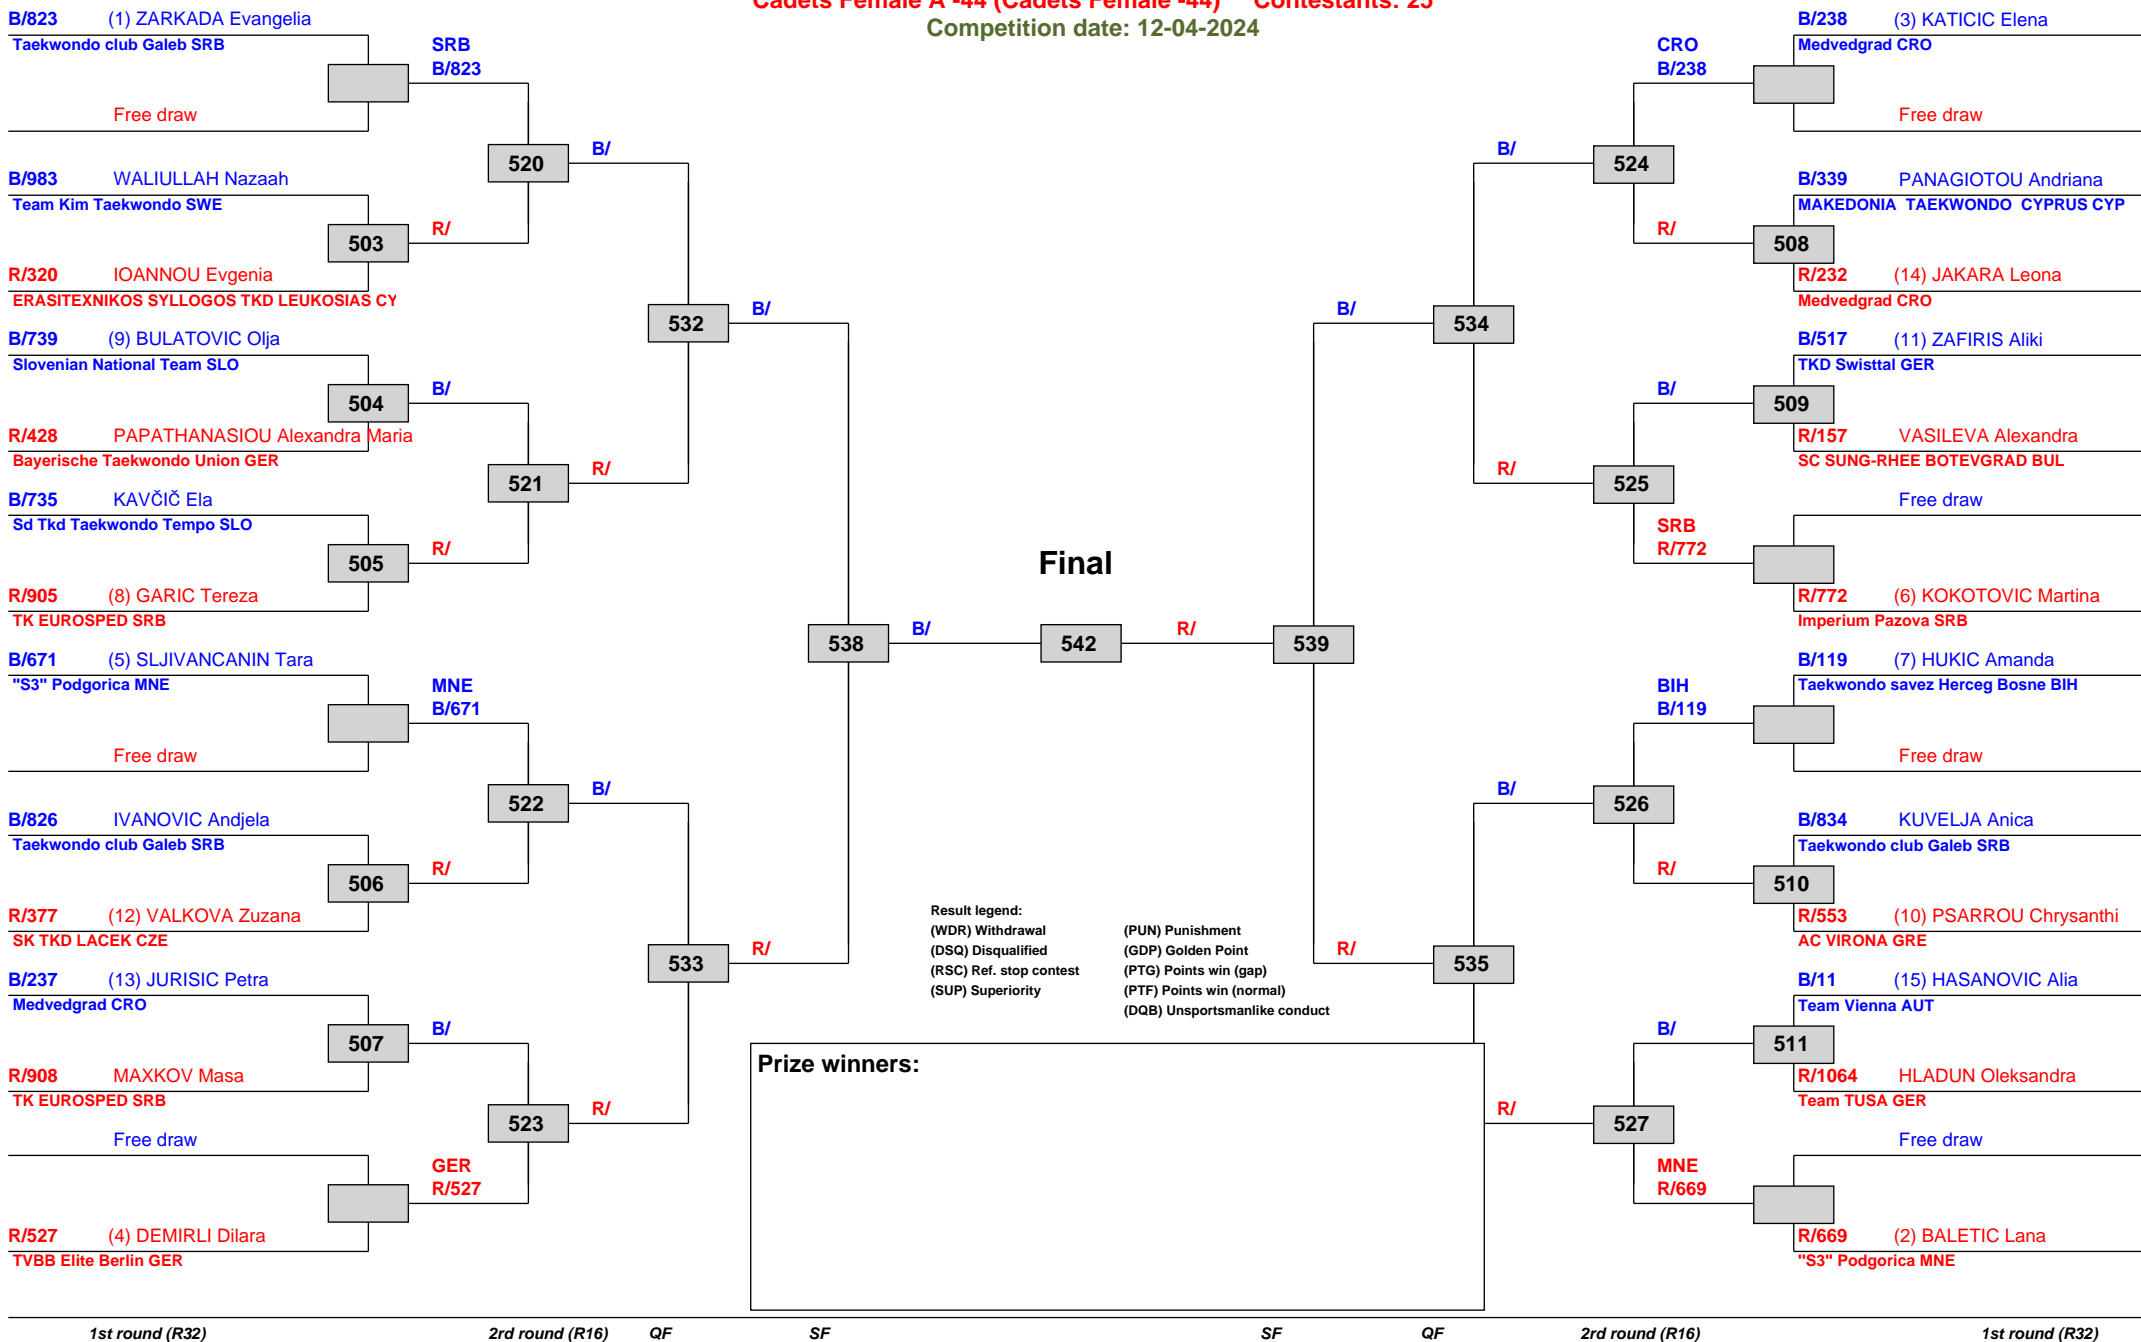 Cadets Female A -44 (Cadets Female -44) Contestants: 25
Competition date: 12-04-2024
B/823 (1) ZARKADA Evangelia
Taekwondo club Galeb SRB
SRB
B/823
Free draw
520
B/
B/983 WALIULLAH Nazaah
Team Kim Taekwondo SWE
503
R/
R/320 IOANNOU Evgenia
ERASITEXNIKOS SYLLOGOS TKD LEUKOSIAS CY
532
B/
B/739 (9) BULATOVIC Olja
Slovenian National Team SLO
504
B/
R/428 PAPATHANASIOU Alexandra Maria
Bayerische Taekwondo Union GER
521
R/
B/735 KAVČIČ Ela
Sd Tkd Taekwondo Tempo SLO
505
R/
R/905 (8) GARIC Tereza
TK EUROSPED SRB
538
B/
B/671 (5) SLJIVANCANIN Tara
"S3" Podgorica MNE
MNE
B/671
Free draw
522
B/
B/826 IVANOVIC Andjela
Taekwondo club Galeb SRB
506
R/
R/377 (12) VALKOVA Zuzana
SK TKD LACEK CZE
533
R/
B/237 (13) JURISIC Petra
Medvedgrad CRO
507
B/
R/908 MAXKOV Masa
TK EUROSPED SRB
523
R/
Free draw
GER
R/527
R/527 (4) DEMIRLI Dilara
TVBB Elite Berlin GER
Final
542
R/
539
B/238 (3) KATICIC Elena
Medvedgrad CRO
CRO
B/238
Free draw
B/
524
B/339 PANAGIOTOU Andriana
MAKEDONIA TAEKWONDO CYPRUS CYP
R/
508
R/232 (14) JAKARA Leona
Medvedgrad CRO
B/
534
B/517 (11) ZAFIRIS Aliki
TKD Swisttal GER
B/
509
R/157 VASILEVA Alexandra
SC SUNG-RHEE BOTEVGRAD BUL
R/
525
Free draw
SRB
R/772
R/772 (6) KOKOTOVIC Martina
Imperium Pazova SRB
B/119 (7) HUKIC Amanda
Taekwondo savez Herceg Bosne BIH
BIH
B/119
Free draw
B/
526
B/834 KUVELJA Anica
Taekwondo club Galeb SRB
R/
510
R/553 (10) PSARROU Chrysanthi
AC VIRONA GRE
R/
535
B/11 (15) HASANOVIC Alia
Team Vienna AUT
B/
511
R/1064 HLADUN Oleksandra
Team TUSA GER
R/
527
Free draw
MNE
R/669
R/669 (2) BALETIC Lana
"S3" Podgorica MNE
Result legend:
(WDR) Withdrawal (PUN) Punishment
(DSQ) Disqualified (GDP) Golden Point
(RSC) Ref. stop contest (PTG) Points win (gap)
(SUP) Superiority (PTF) Points win (normal)
(DQB) Unsportsmanlike conduct
Prize winners:
1st round (R32) 2rd round (R16) QF SF SF QF 2rd round (R16) 1st round (R32)